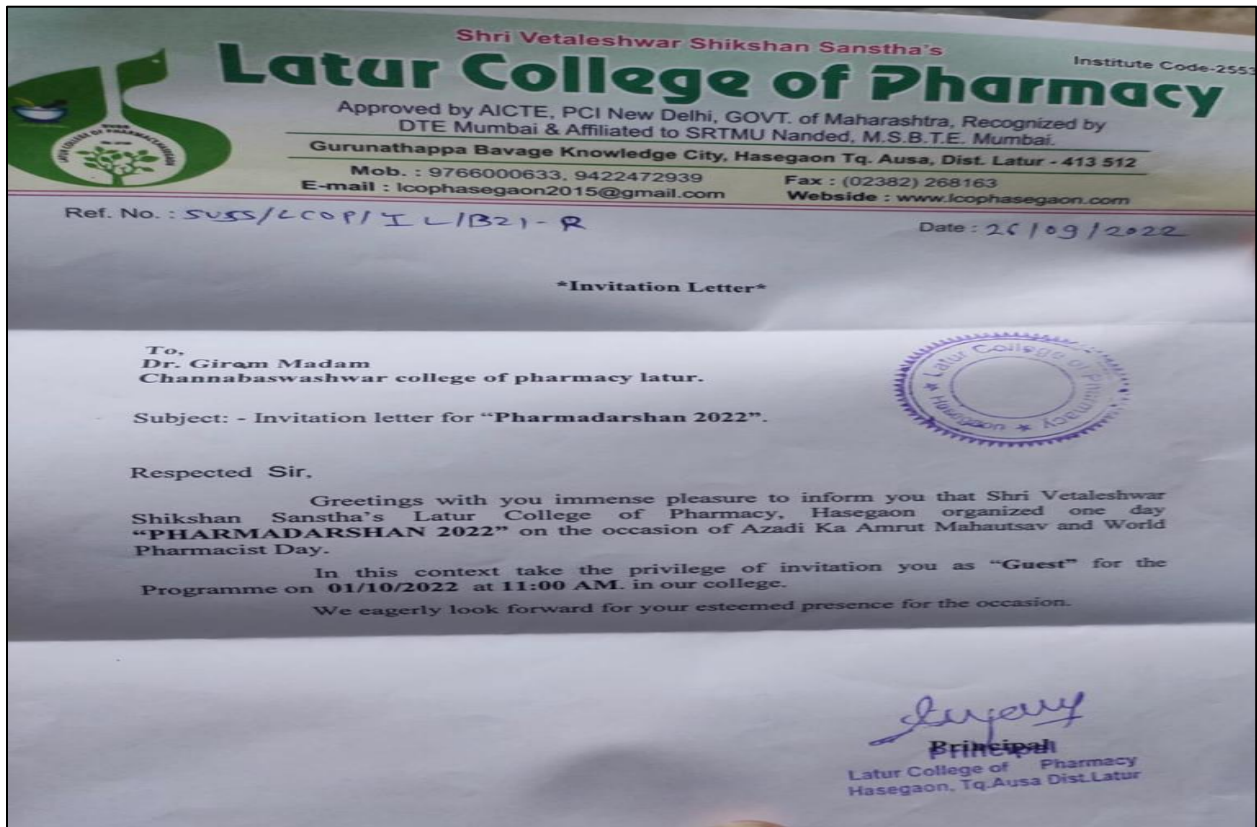 Shri Vetaleshwar Shikshan Sanstha's
Institute Code-2553
Latur College of Pharmacy
Approved by AICTE, PCI New Delhi, GOVT. of Maharashtra, Recognized by
DTE Mumbai & Affiliated to SRTMU Nanded, M.S.B.T.E. Mumbai.
Gurunathappa Bavage Knowledge City, Hasegaon Tq. Ausa, Dist. Latur - 413 512
Mob. : 9766000633, 9422472939
Fax : (02382) 268163
E-mail : lcophasegaon2015@gmail.com
Webside : www.lcophasegaon.com
Ref. No. : SVSS/LCOP/IL/B21-R
Date : 26/09/2022
*Invitation Letter*
To,
Dr. Giram Madam
Channabaswashwar college of pharmacy latur.
Latur College of Pharmacy
★ Hasegaon ★
Subject: - Invitation letter for “Pharmadarshan 2022”.
Respected Sir,
Greetings with you immense pleasure to inform you that Shri Vetaleshwar
Shikshan Sanstha’s Latur College of Pharmacy, Hasegaon organized one day
“PHARMADARSHAN 2022” on the occasion of Azadi Ka Amrut Mahautsav and World
Pharmacist Day.
In this context take the privilege of invitation you as “Guest” for the
Programme on 01/10/2022 at 11:00 AM. in our college.
We eagerly look forward for your esteemed presence for the occasion.
Principal
Latur College of Pharmacy
Hasegaon, Tq.Ausa Dist.Latur